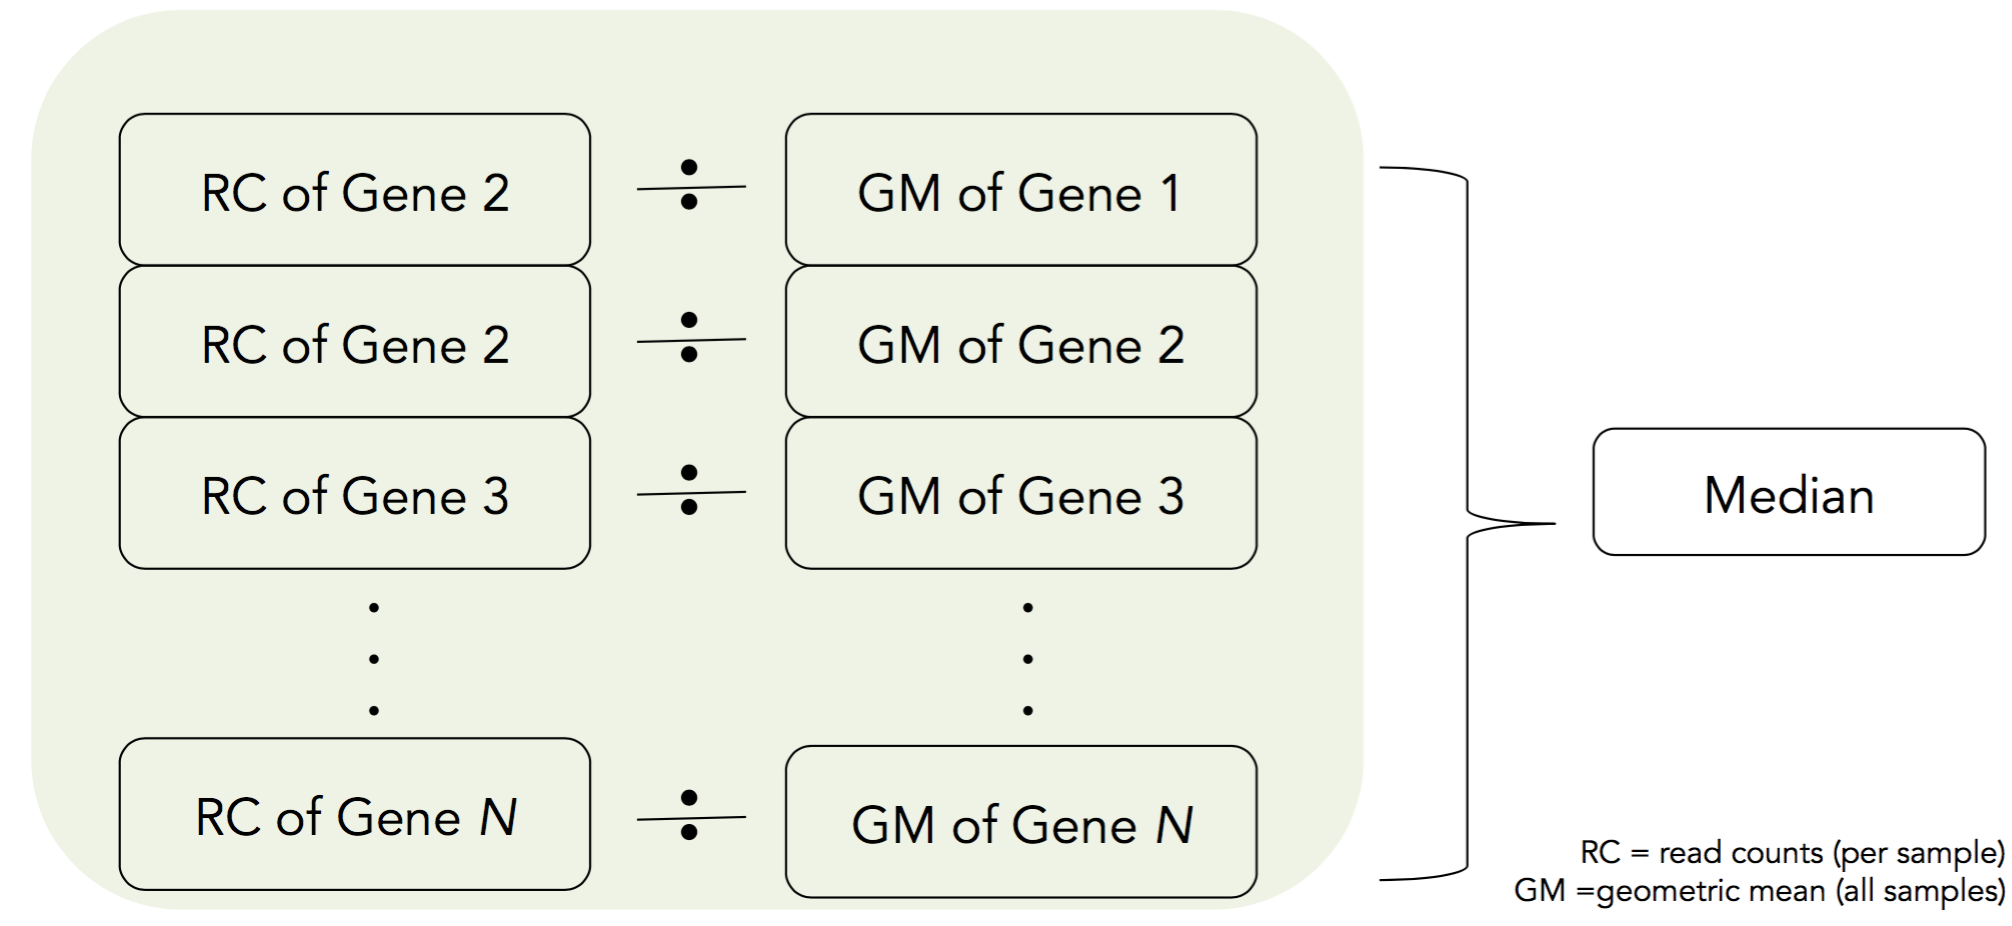 RC of Gene 2 ÷ GM of Gene 1
RC of Gene 2 ÷ GM of Gene 2
RC of Gene 3 ÷ GM of Gene 3
Median
RC of Gene N ÷ GM of Gene N
RC = read counts (per sample)
GM =geometric mean (all samples)